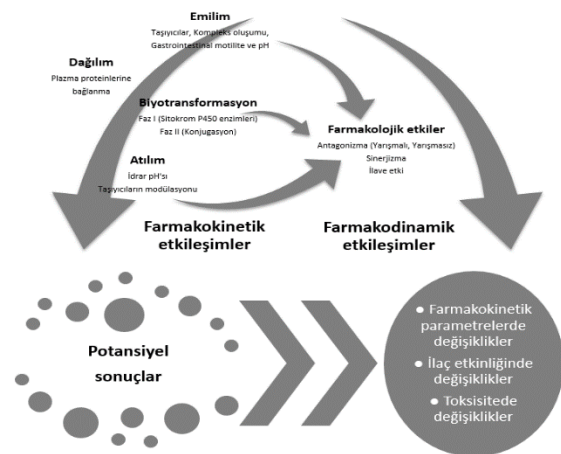 Emilim
Taşıyıcılar, Kompleks oluşumu,
Gastrointestinal motilite ve pH
Dağılım
Plazma proteinlerine
bağlanma
Biyotransformasyon
Faz I (Sitokrom P450 enzimleri)
Faz II (Konjugasyon)
Farmakolojik etkiler
Antagonizma (Yarışmalı, Yarışmasız)
Sinerjizma
İlave etki
Atılım
İdrar pH'sı
Taşıyıcıların modülasyonu
Farmakokinetik
etkileşimler
Farmakodinamik
etkileşimler
Potansiyel
sonuçlar
● Farmakokinetik
parametrelerde
değişiklikler
● İlaç etkinliğinde
değişiklikler
● Toksisitede
değişiklikler